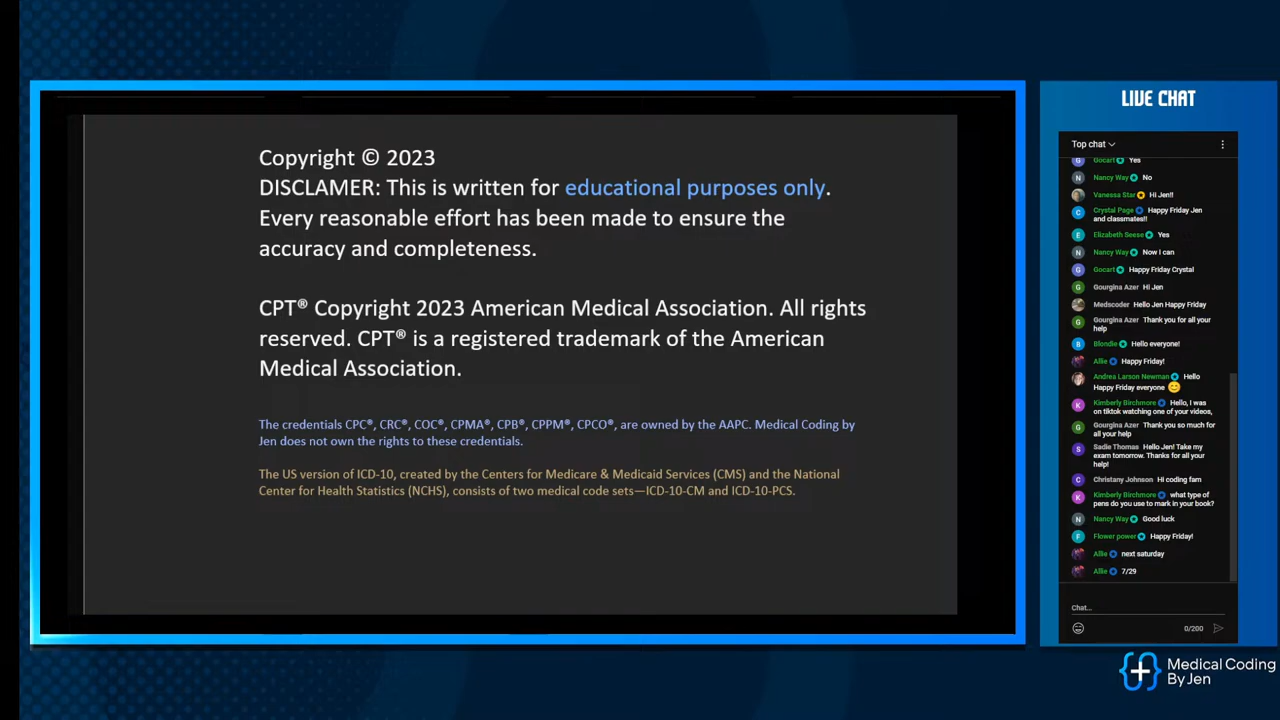 Copyright © 2023
DISCLAMER: This is written for educational purposes only.
Every reasonable effort has been made to ensure the
accuracy and completeness.
CPT® Copyright 2023 American Medical Association. All rights
reserved. CPT® is a registered trademark of the American
Medical Association.
The credentials CPC®, CRC®, COC®, CPMA®, CPB®, CPPM®, CPCO®, are owned by the AAPC. Medical Coding by
Jen does not own the rights to these credentials.
The US version of ICD-10, created by the Centers for Medicare & Medicaid Services (CMS) and the National
Center for Health Statistics (NCHS), consists of two medical code sets—ICD-10-CM and ICD-10-PCS.
LIVE CHAT
Top chat
G Gocart Yes
N Nancy Way No
Vanessa Star Hi Jen!!
C Crystal Page Happy Friday Jen
and classmates!!
E Elizabeth Seese Yes
N Nancy Way Now I can
G Gocart Happy Friday Crystal
G Gourgina Azer Hi Jen
Medscoder Hello Jen Happy Friday
G Gourgina Azer Thank you for all your
help
B Blondie Hello everyone!
Allie Happy Friday!
Andrea Larson Newman Hello
Happy Friday everyone 😊
K Kimberly Birchmore Hello, I was
on tiktok watching one of your videos,
G Gourgina Azer Thank you so much for
all your help
S Sadie Thomas Hello Jen! Take my
exam tomorrow. Thanks for all your
help!
C Christany Johnson Hi coding fam
K Kimberly Birchmore what type of
pens do you use to mark in your book?
N Nancy Way Good luck
F Flower power Happy Friday!
Allie next saturday
Allie 7/29
Chat...
0/200
Medical Coding
By Jen